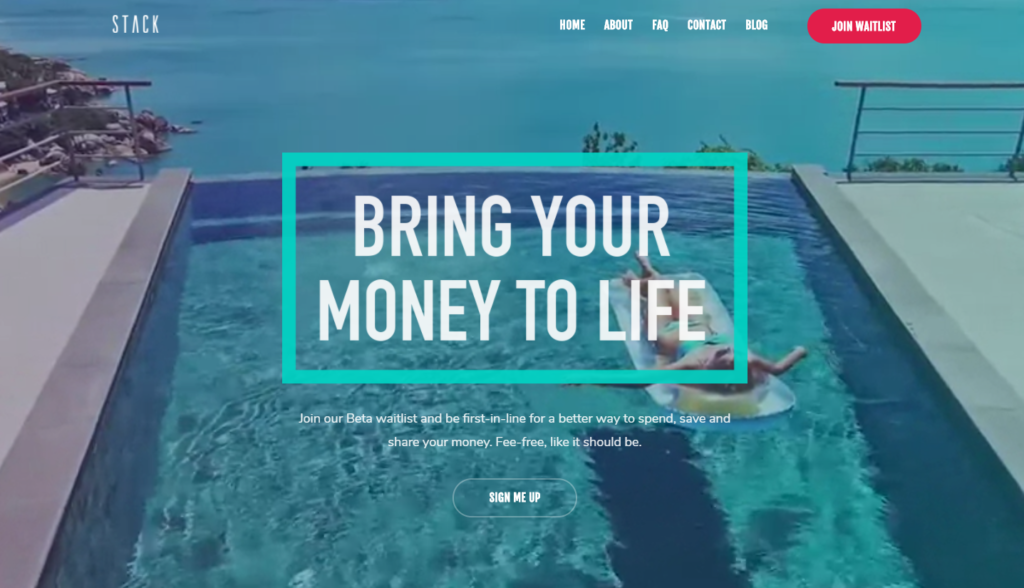 STACK
HOME ABOUT FAQ CONTACT BLOG JOIN WAITLIST
BRING YOUR
MONEY TO LIFE
Join our Beta waitlist and be first-in-line for a better way to spend, save and
share your money. Fee-free, like it should be.
SIGN ME UP